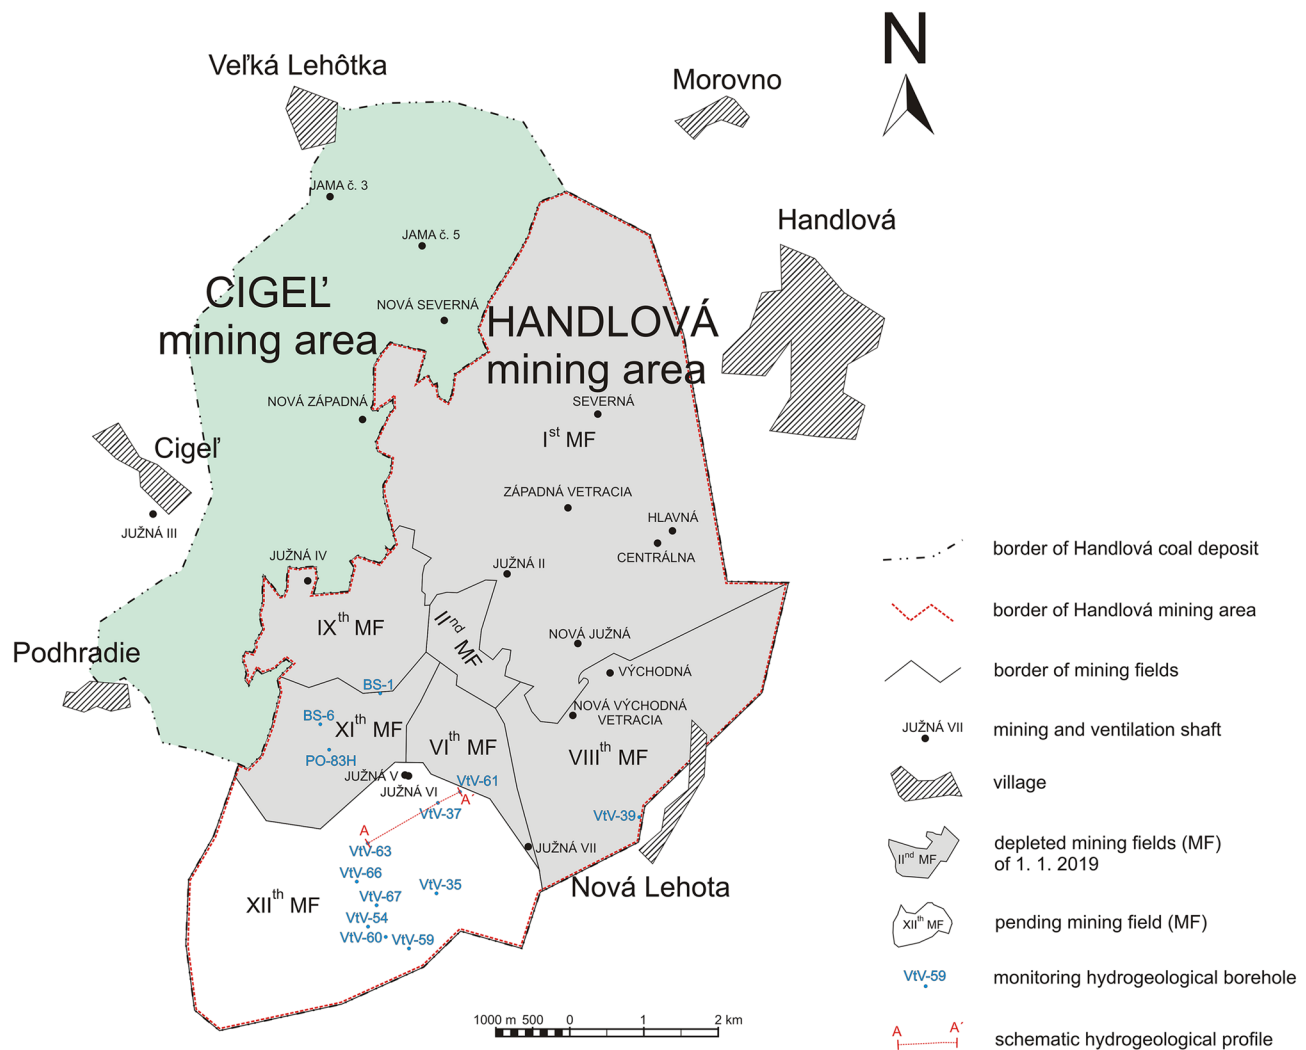 N
Veľká Lehôtka
Morovno
JAMA č. 3
Handlová
JAMA č. 5
CIGEĽ
mining area
NOVÁ SEVERNÁ
HANDLOVÁ
mining area
NOVÁ ZÁPADNÁ
SEVERNÁ
Ist MF
Cigeľ
JUŽNÁ III
ZÁPADNÁ VETRACIA
HLAVNÁ
CENTRÁLNA
JUŽNÁ IV
JUŽNÁ II
IXth MF
IInd MF
NOVÁ JUŽNÁ
Podhradie
VÝCHODNÁ
BS-1
NOVÁ VÝCHODNÁ
VETRACIA
BS-6
XIth MF
VIth MF
VIIIth MF
PO-83H
JUŽNÁ V
JUŽNÁ VI
VtV-61
A´
VtV-37
VtV-39
A
VtV-63
JUŽNÁ VII
VtV-66
VtV-35
Nová Lehota
VtV-67
XIIth MF
VtV-54
VtV-60
VtV-59
1000 m 500 0 1 2 km
border of Handlová coal deposit
border of Handlová mining area
border of mining fields
JUŽNÁ VII
mining and ventilation shaft
village
IInd MF
depleted mining fields (MF)
of 1. 1. 2019
XIIth MF
pending mining field (MF)
VtV-59
monitoring hydrogeological borehole
A A´
schematic hydrogeological profile